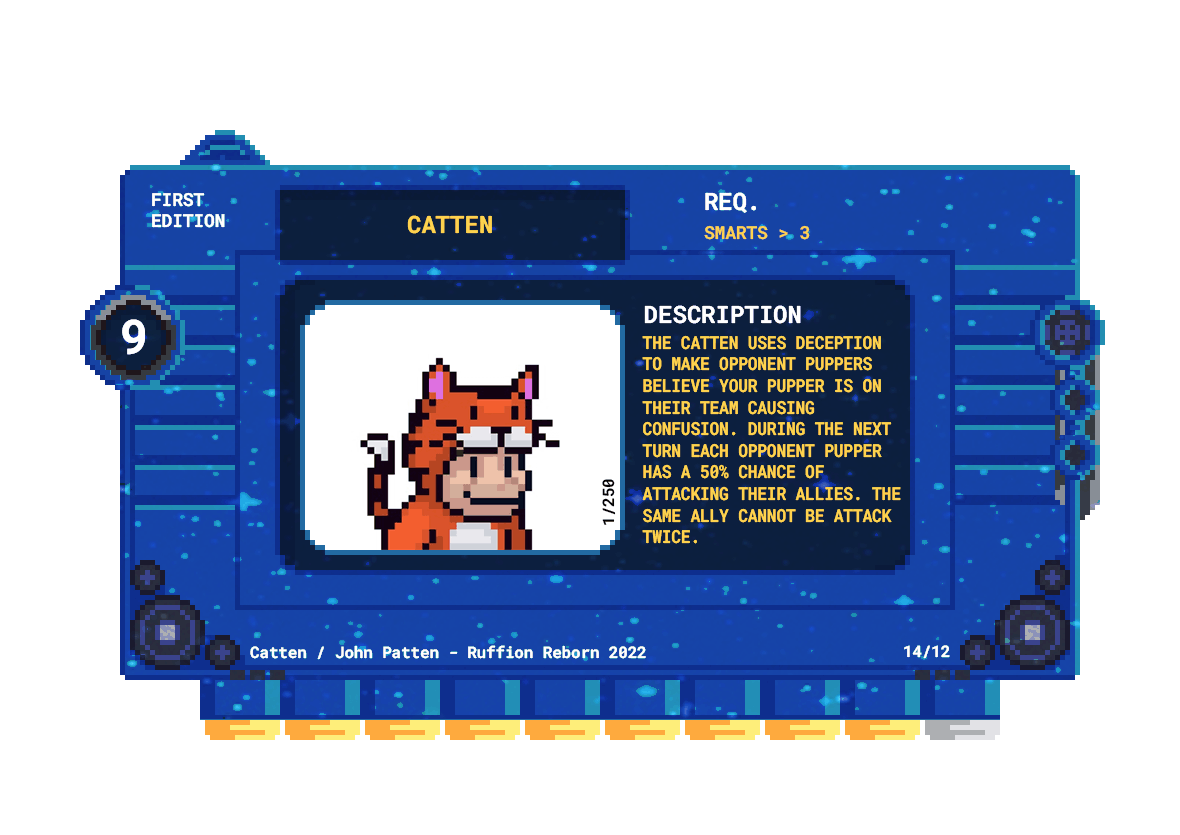 FIRST
EDITION
CATTEN
REQ.
SMARTS > 3
9
DESCRIPTION
THE CATTEN USES DECEPTION
TO MAKE OPPONENT PUPPERS
BELIEVE YOUR PUPPER IS ON
THEIR TEAM CAUSING
CONFUSION. DURING THE NEXT
TURN EACH OPPONENT PUPPER
HAS A 50% CHANCE OF
ATTACKING THEIR ALLIES. THE
SAME ALLY CANNOT BE ATTACK
TWICE.
1/250
Catten / John Patten - Ruffion Reborn 2022
14/12